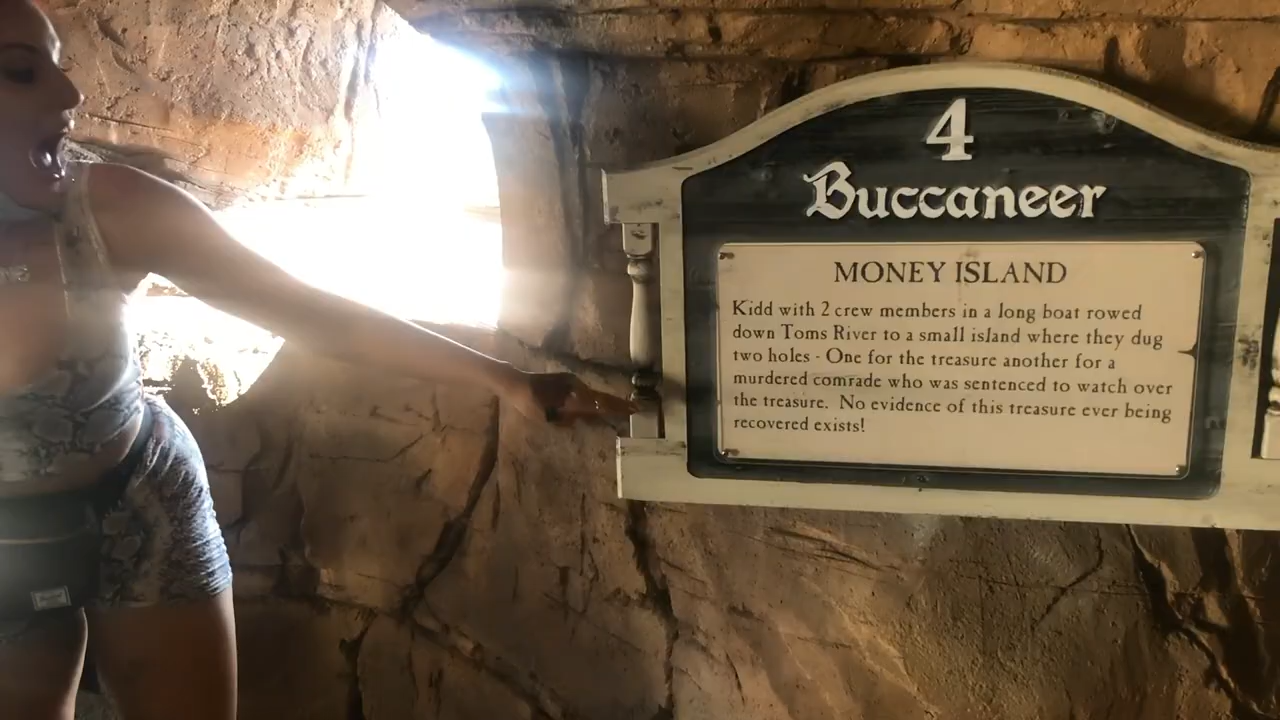 4
Buccaneer
MONEY ISLAND
Kidd with 2 crew members in a long boat rowed
down Toms River to a small island where they dug
two holes - One for the treasure another for a
murdered comrade who was sentenced to watch over
the treasure. No evidence of this treasure ever being
recovered exists!